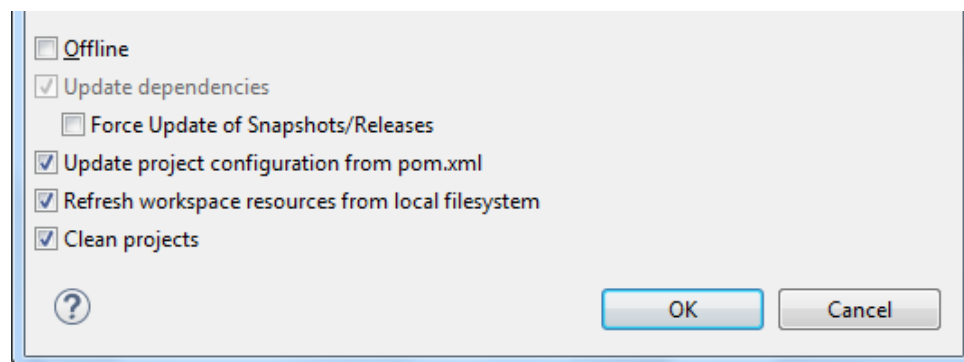 Offline
Update dependencies
Force Update of Snapshots/Releases
Update project configuration from pom.xml
Refresh workspace resources from local filesystem
Clean projects
?
OK Cancel